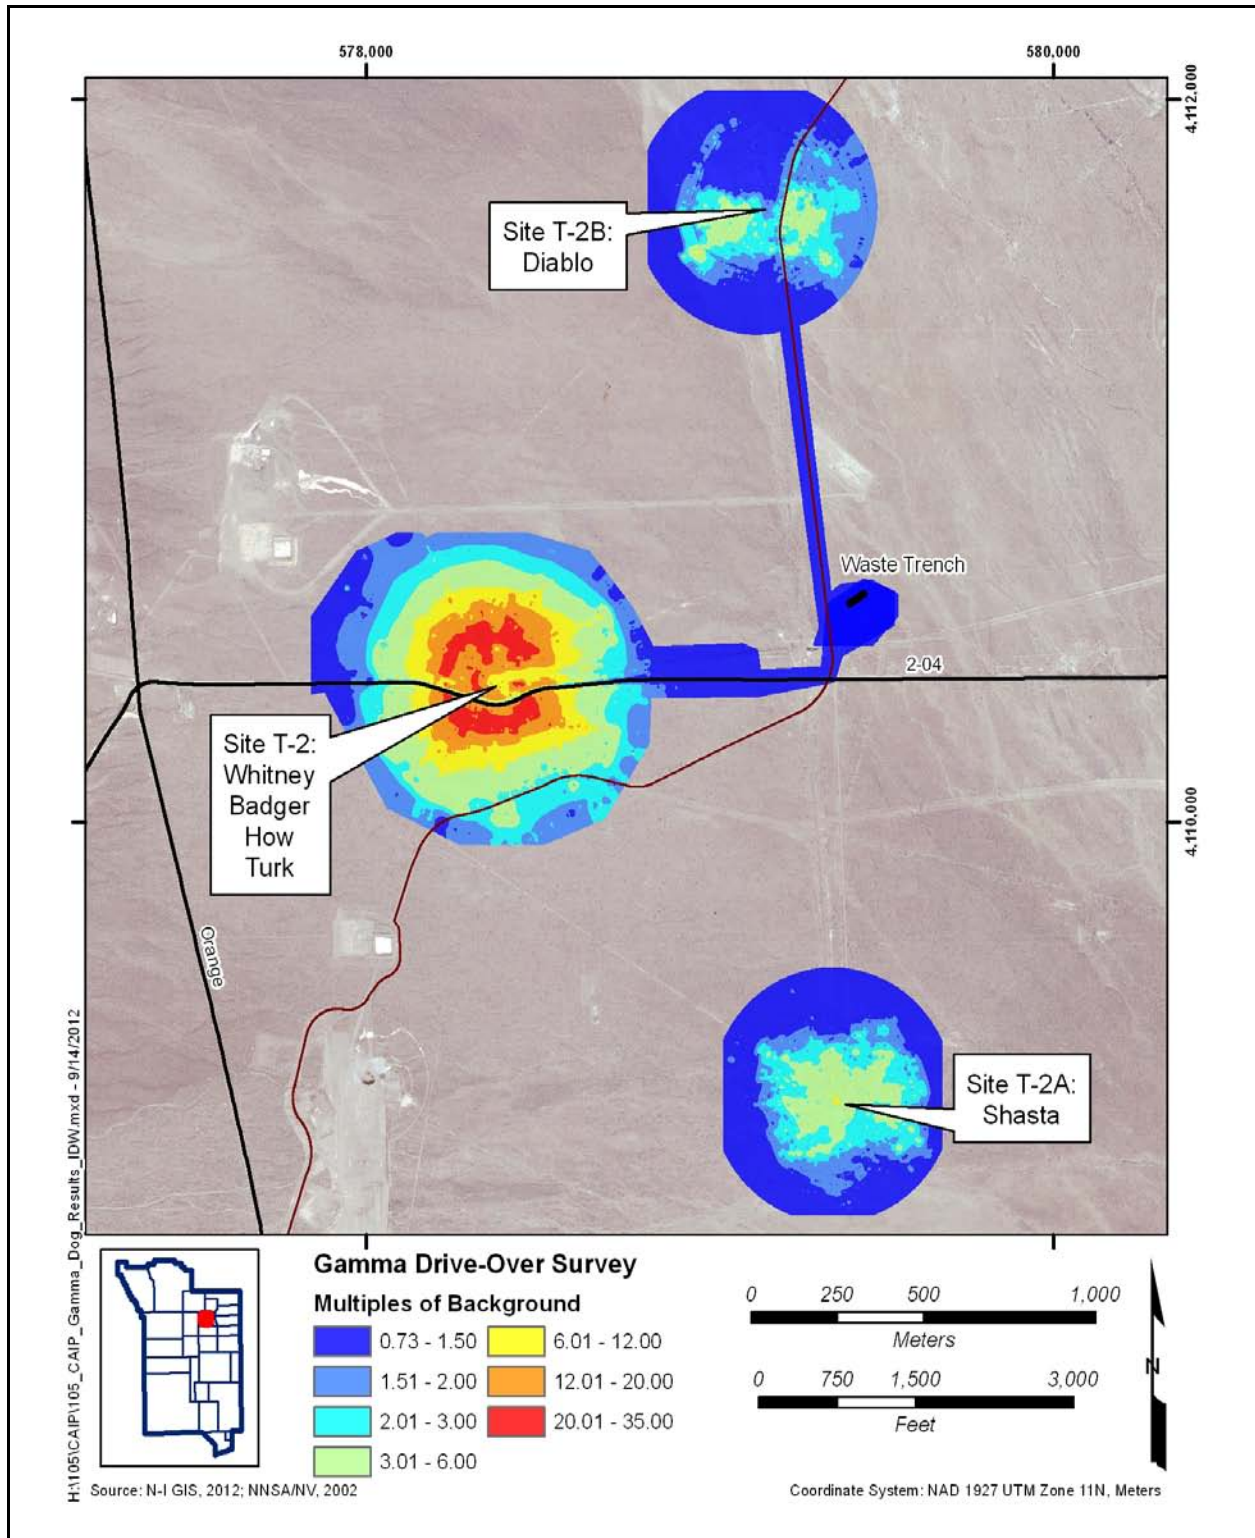 578,000
580,000
4,112,000
Site T-2B:
Diablo
Waste Trench
2-04
Site T-2:
Whitney
Badger
How
Turk
4,110,000
Orange
Site T-2A:
Shasta
H:\105\CAIP\105_CAIP_Gamma_Dog_Results_IDW.mxd - 9/14/2012
Gamma Drive-Over Survey
Multiples of Background
0.73 - 1.50
6.01 - 12.00
1.51 - 2.00
12.01 - 20.00
2.01 - 3.00
20.01 - 35.00
3.01 - 6.00
0 250 500 1,000
Meters
0 750 1,500 3,000
Feet
N
Source: N-I GIS, 2012; NNSA/NV, 2002
Coordinate System: NAD 1927 UTM Zone 11N, Meters